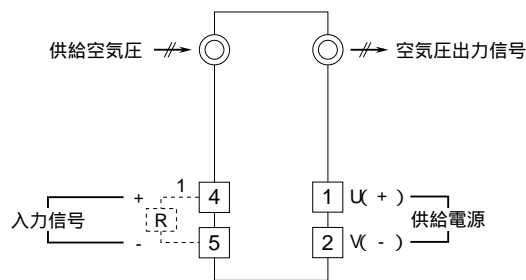 供給空気圧
空気圧出力信号
+ 1 4
R
入力信号
- 5
1 U( + )
供給電源
2 V( - )